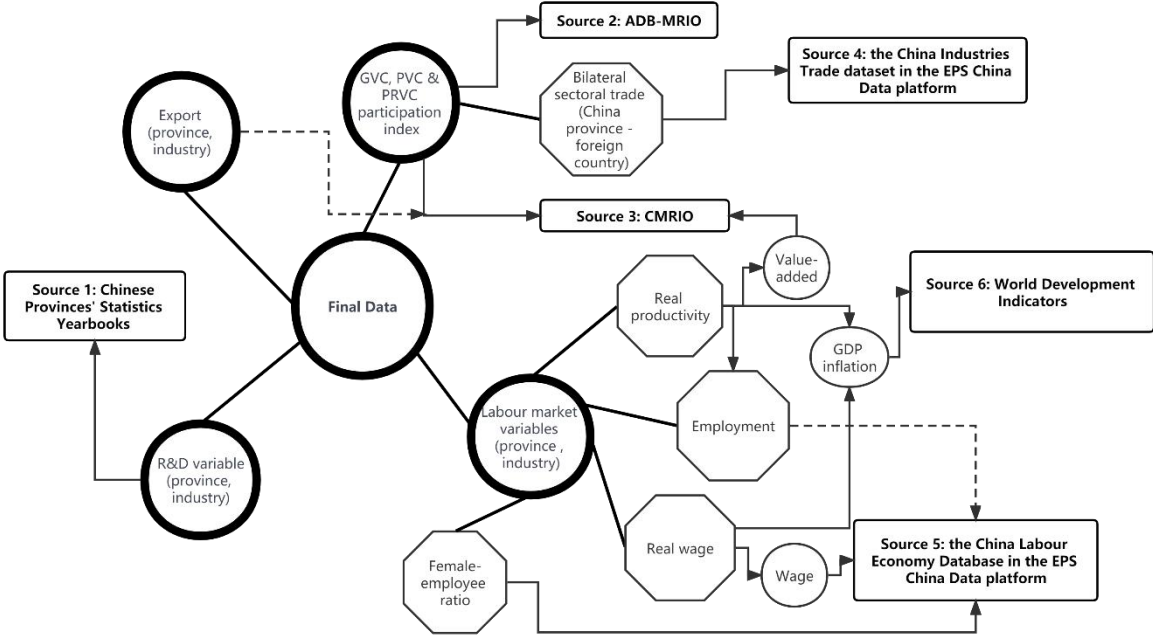 Source 2: ADB-MRIO
GVC, PVC &
PRVC
participation
index
Bilateral
sectoral trade
(China
province -
foreign
country)
Source 4: the China Industries
Trade dataset in the EPS China
Data platform
Export
(province,
industry)
Source 3: CMRIO
Value-
added
Source 1: Chinese
Provinces' Statistics
Yearbooks
Final Data
Real
productivity
Source 6: World Development
Indicators
GDP
inflation
Labour market
variables
(province ,
industry)
Employment
R&D variable
(province,
industry)
Real wage
Wage
Source 5: the China Labour
Economy Database in the EPS
China Data platform
Female-
employee
ratio